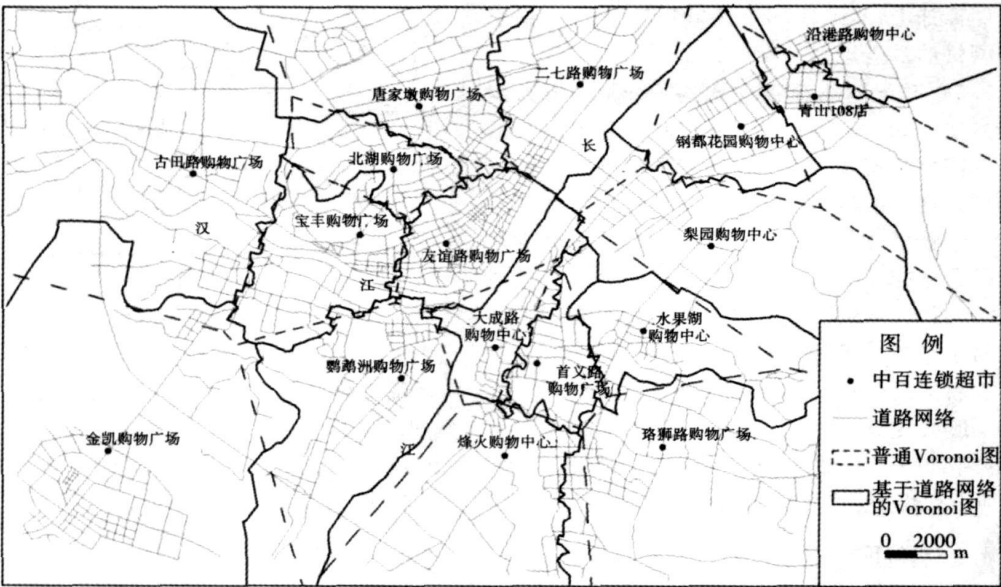 沿港路购物中心
二七路购物广场
唐家墩购物广场
青山108店
长
钢都花园购物中心
古田路购物广场
北湖购物广场
汉
宝丰购物广场
友谊路购物广场
梨园购物中心
江
大成路
购物中心
水果湖
购物中心
鹦鹉洲购物广场
首义路
购物广场
金凯购物广场
江
烽火购物中心
珞狮路购物广场
图 例
中百连锁超市
道路网络
普通Voronoi图
基于道路网络
的Voronoi图
0 2000
m